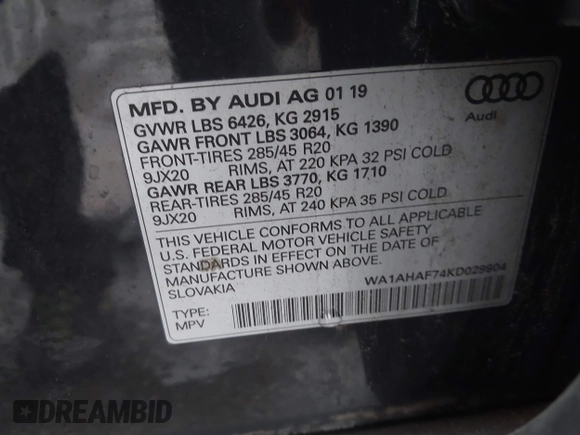 MFD. BY AUDI AG 01 19
GVWR LBS 6426, KG 2915
GAWR FRONT LBS 3064, KG 1390
FRONT-TIRES 285/45 R20
9JX20 RIMS, AT 220 KPA 32 PSI COLD
GAWR REAR LBS 3770, KG 1710
REAR-TIRES 285/45 R20
9JX20 RIMS, AT 240 KPA 35 PSI COLD
Audi
THIS VEHICLE CONFORMS TO ALL APPLICABLE
U.S. FEDERAL MOTOR VEHICLE SAFETY
STANDARDS IN EFFECT ON THE DATE OF
MANUFACTURE SHOWN ABOVE.
SLOVAKIA
WA1AHAF74KD029904
TYPE:
MPV
DREAMBID